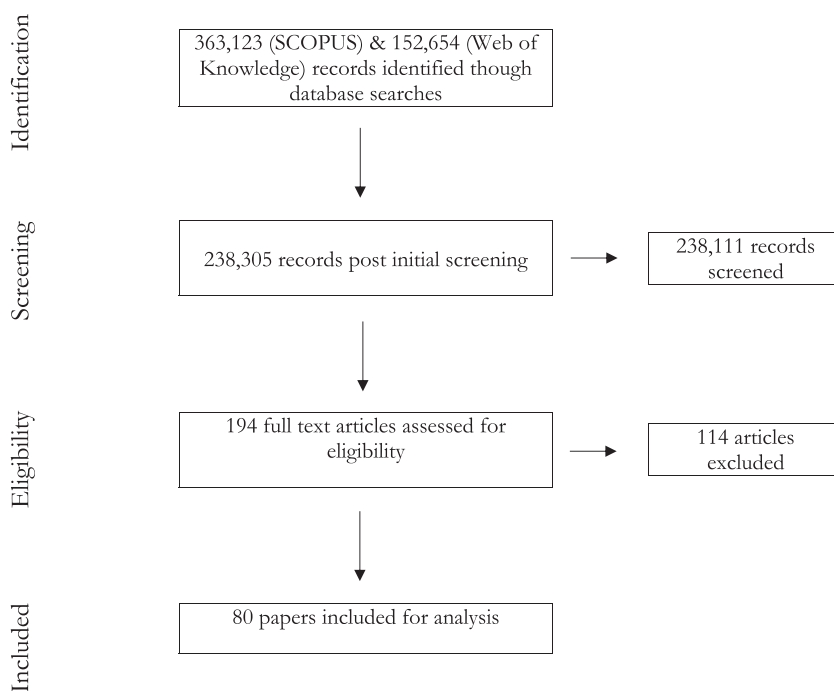 Identification
363,123 (SCOPUS) & 152,654 (Web of
Knowledge) records identified though
database searches
Screening
238,305 records post initial screening
238,111 records
screened
Eligibility
194 full text articles assessed for
eligibility
114 articles
excluded
Included
80 papers included for analysis